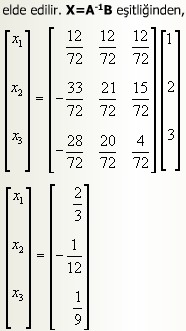 elde edilir. X=A⁻¹B eşitliğinden,
[x₁] [12/72 12/72 12/72] [1]
[x₂] = [-33/72 21/72 15/72] [2]
[x₃] [-28/72 20/72 4/72] [3]
[x₁] [2/3]
[x₂] = [-1/12]
[x₃] [1/9]